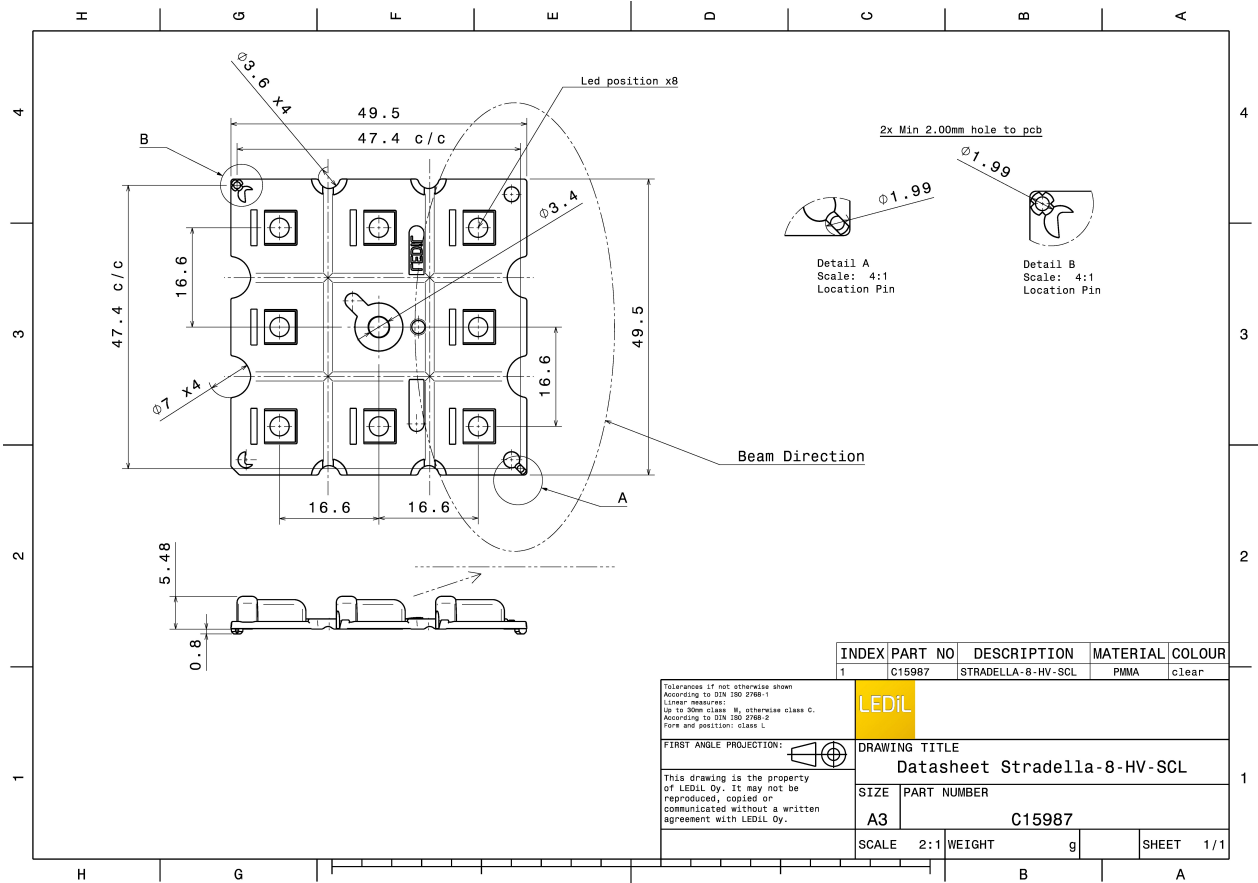 H G F E D C B A
4
4
3
3
2
2
1
1
Ø3.6 x4
Led position x8
49.5
47.4 c/c
B
Ø3.4
LEDiL
16.6
47.4 c/c
49.5
16.6
Ø7 x4
Beam Direction
A
16.6
16.6
5.48
0.8
2x Min 2.00mm hole to pcb
Ø1.99
Ø1.99
Detail A
Scale: 4:1
Location Pin
Detail B
Scale: 4:1
Location Pin
INDEX PART NO DESCRIPTION MATERIAL COLOUR
1 C15987 STRADELLA-8-HV-SCL PMMA clear
Tolerances if not otherwise shown
According to DIN ISO 2768-1
Linear measures:
Up to 30mm class M, otherwise class C.
According to DIN ISO 2768-2
Form and position: class L
LEDiL
FIRST ANGLE PROJECTION:
This drawing is the property
of LEDiL Oy. It may not be
reproduced, copied or
communicated without a written
agreement with LEDiL Oy.
DRAWING TITLE
Datasheet Stradella-8-HV-SCL
SIZE PART NUMBER
A3 C15987
SCALE 2:1 WEIGHT g SHEET 1/1
H G B A